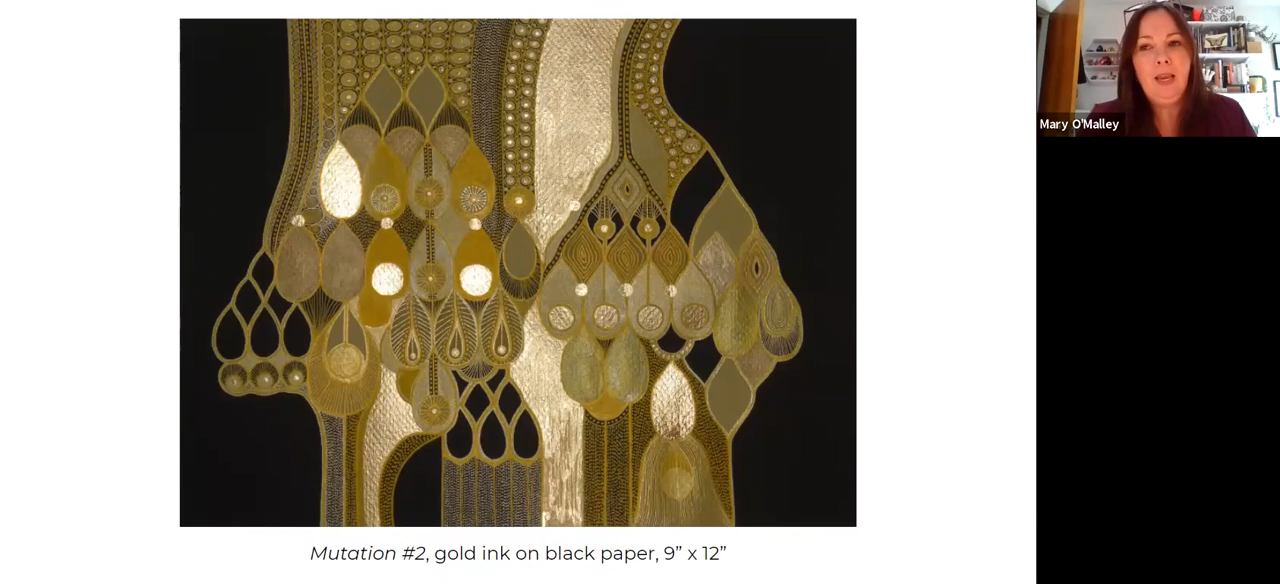 Mary O'Malley
Mutation #2, gold ink on black paper, 9” x 12”